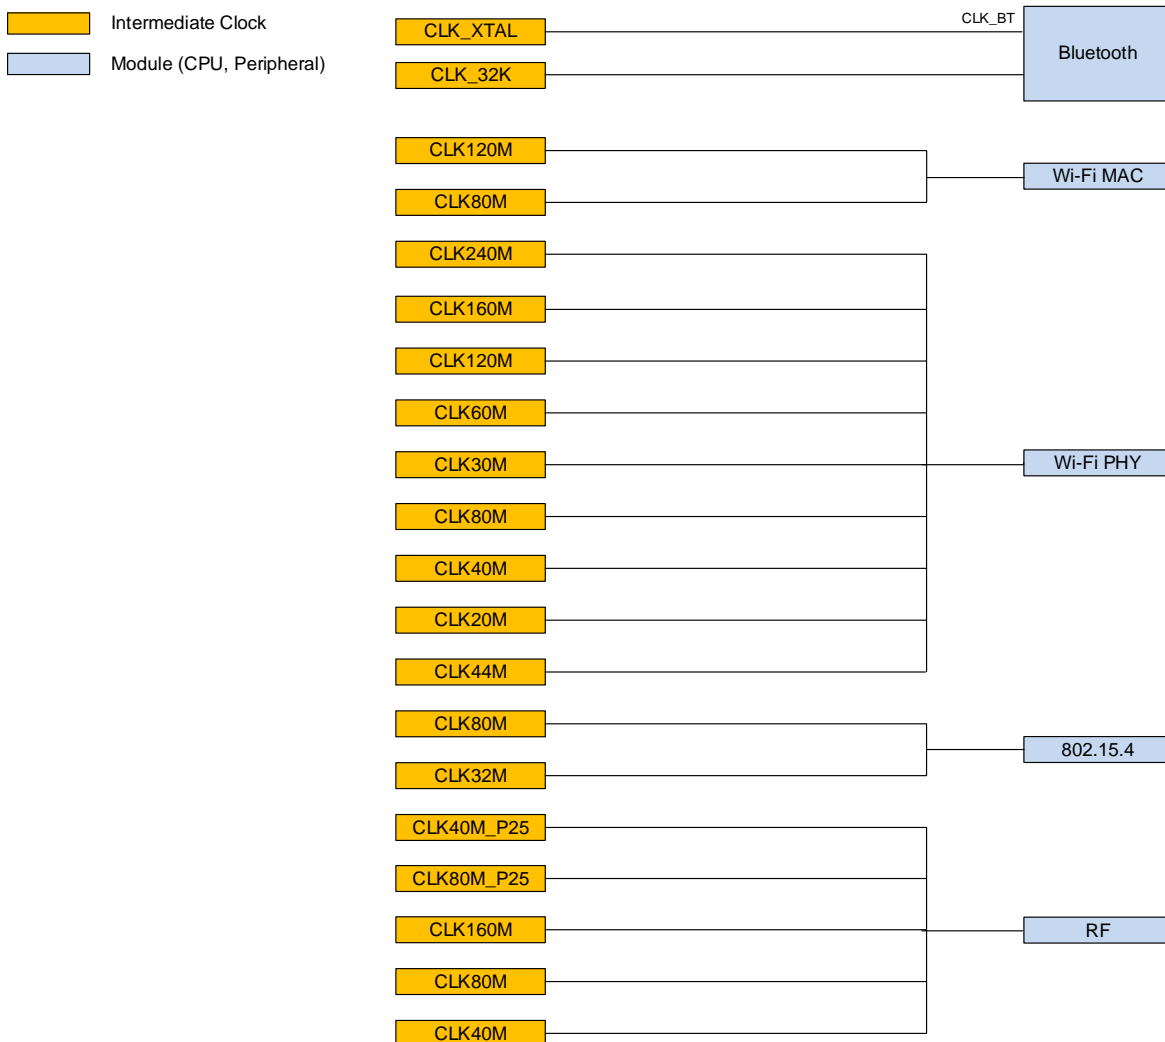 Intermediate Clock
Module (CPU, Peripheral)
CLK_XTAL
CLK_BT
Bluetooth
CLK_32K
CLK120M
Wi-Fi MAC
CLK80M
CLK240M
CLK160M
CLK120M
CLK60M
CLK30M
Wi-Fi PHY
CLK80M
CLK40M
CLK20M
CLK44M
CLK80M
802.15.4
CLK32M
CLK40M_P25
CLK80M_P25
CLK160M
RF
CLK80M
CLK40M